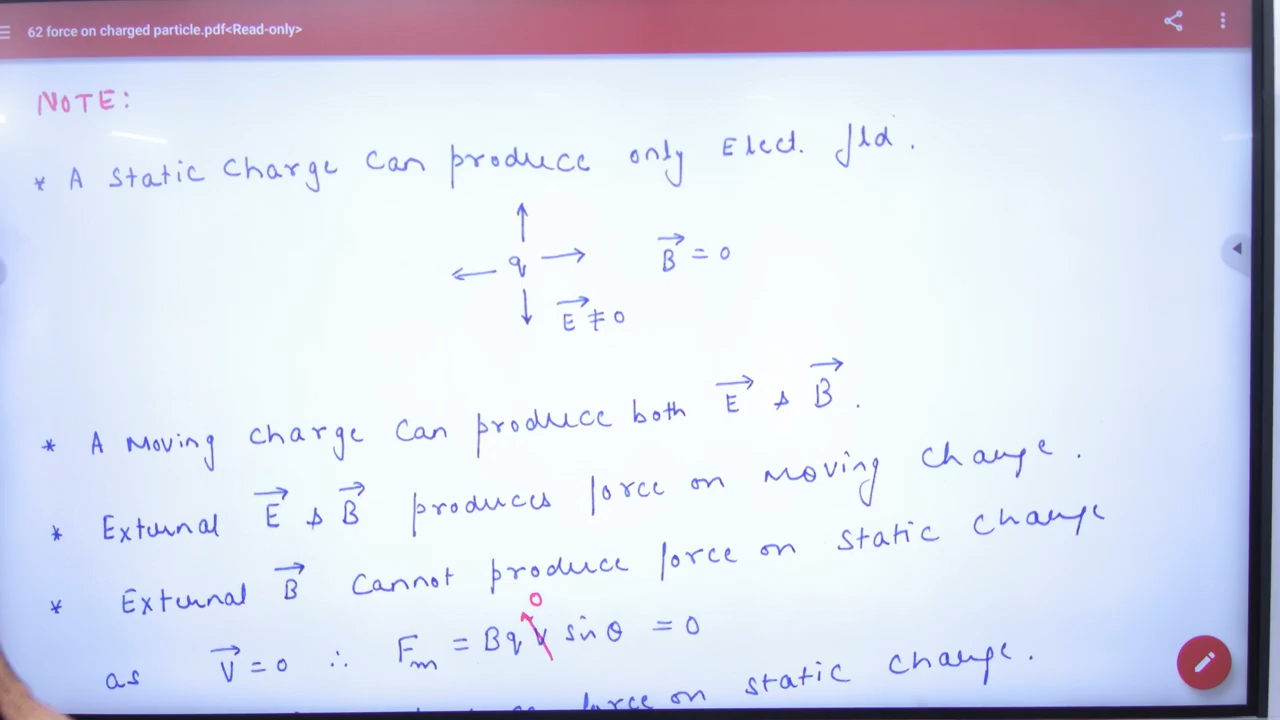 62 force on charged particle.pdf<Read-only>
NOTE:
* A static charge can produce only Elect. fld.
q
B = 0
E ≠ 0
* A moving charge can produce both E & B.
* External E & B produces force on moving charge.
* External B cannot produce force on static charge
0
as V = 0 ∴ Fm = Bqv sin θ = 0
force on static charge.